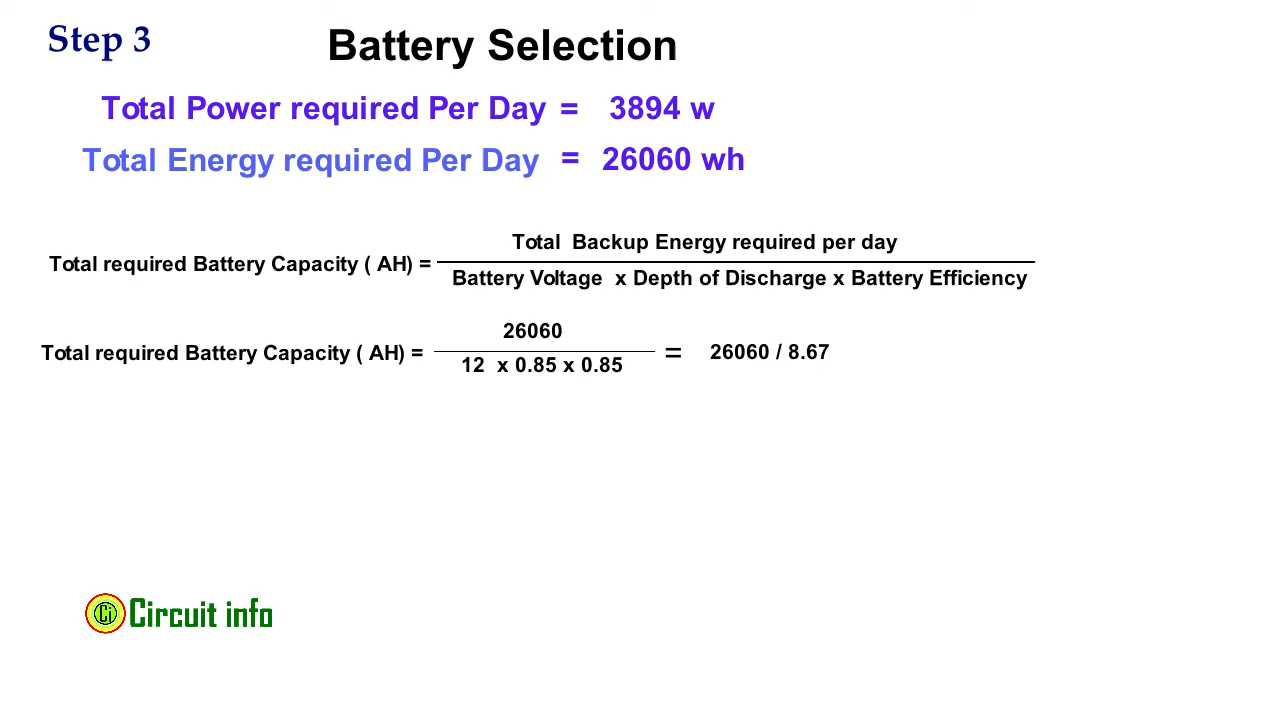 Step 3
Battery Selection
Total Power required Per Day = 3894 w
Total Energy required Per Day = 26060 wh
Total Backup Energy required per day
Total required Battery Capacity ( AH) =
Battery Voltage x Depth of Discharge x Battery Efficiency
26060
Total required Battery Capacity ( AH) = = 26060 / 8.67
12 x 0.85 x 0.85
Ci Circuit info